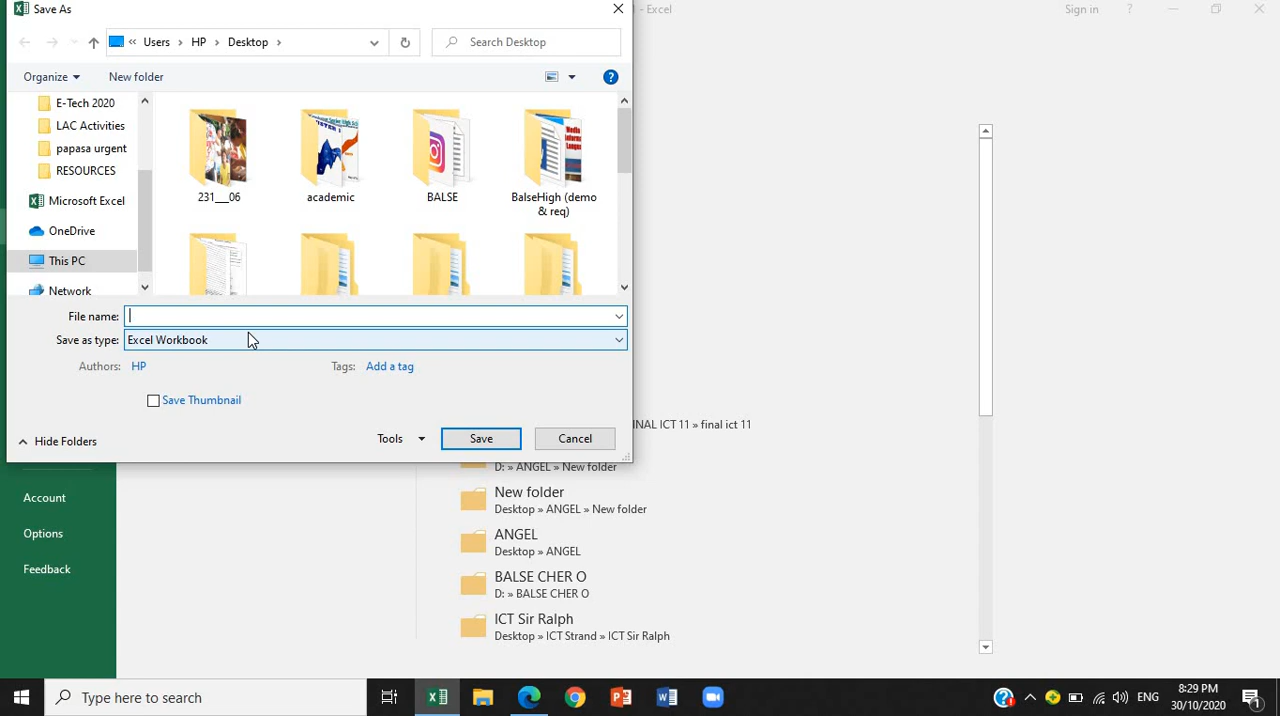 Save As
1 - Excel
Sign in
?
« Users > HP > Desktop >
Search Desktop
Organize
New folder
?
E-Tech 2020
LAC Activities
papasa urgent
RESOURCES
Microsoft Excel
OneDrive
This PC
Network
231__06
academic
BALSE
BalseHigh (demo
& req)
File name:
Save as type: Excel Workbook
Authors: HP
Tags: Add a tag
Save Thumbnail
Hide Folders
Tools
Save
Cancel
INAL ICT 11 » final ict 11
D: » ANGEL » New folder
New folder
Desktop » ANGEL » New folder
ANGEL
Desktop » ANGEL
BALSE CHER O
D: » BALSE CHER O
ICT Sir Ralph
Desktop » ICT Strand » ICT Sir Ralph
Account
Options
Feedback
Type here to search
ENG
8:29 PM
30/10/2020
1